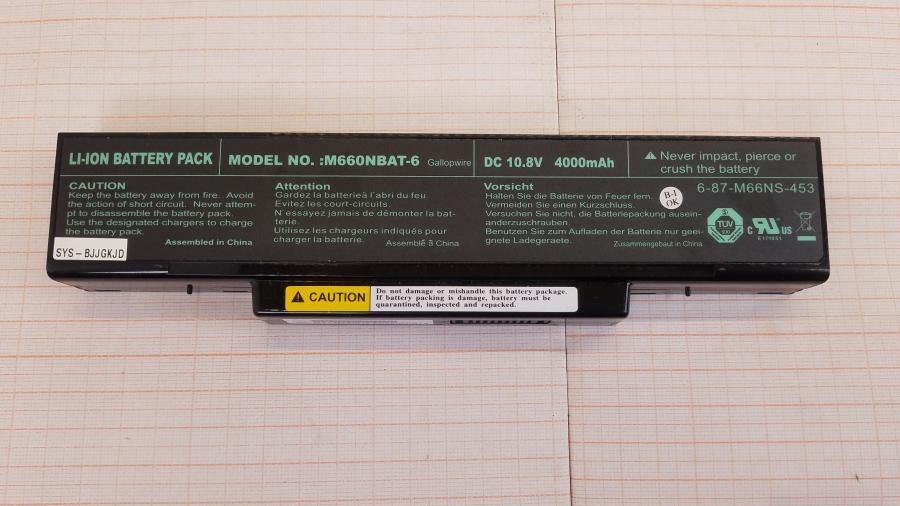 LI-ION BATTERY PACK
MODEL NO. :M660NBAT-6 Gallopwire
DC 10.8V 4000mAh
Never impact, pierce or
crush the battery
CAUTION
Keep the battery away from fire. Avoid
the action of short circuit. Never attem-
pt to disassemble the battery pack.
Use the designated chargers to charge
the battery pack.
Assembled in China
SYS-BJJGKJD
Attention
Gardez la batterieà l'abri du feu.
Evitez les court-circuits.
N'essayez jamais de démonter la bat-
terie.
Utilisez les chargeurs indiqués pour
charger la batterie.
Assemblé à China
Vorsicht
Halten Sie die Batterie von Feuer fern.
Vermeiden Sie einen Kurzschluss.
Versuchen Sie nicht, die Batteriepackung ausein-
anderzuschrauben.
Benutzen Sie zum Aufladen der Batterie nur geei-
gnete Ladegeraete.
Zusammengebaut in China
B-1
OK
6-87-M66NS-453
TÜV
c RU US
E171051
CAUTION
Do not damage or mishandle this battery package.
If battery packing is damage, battery must be
quarantined, inspected and repacked.